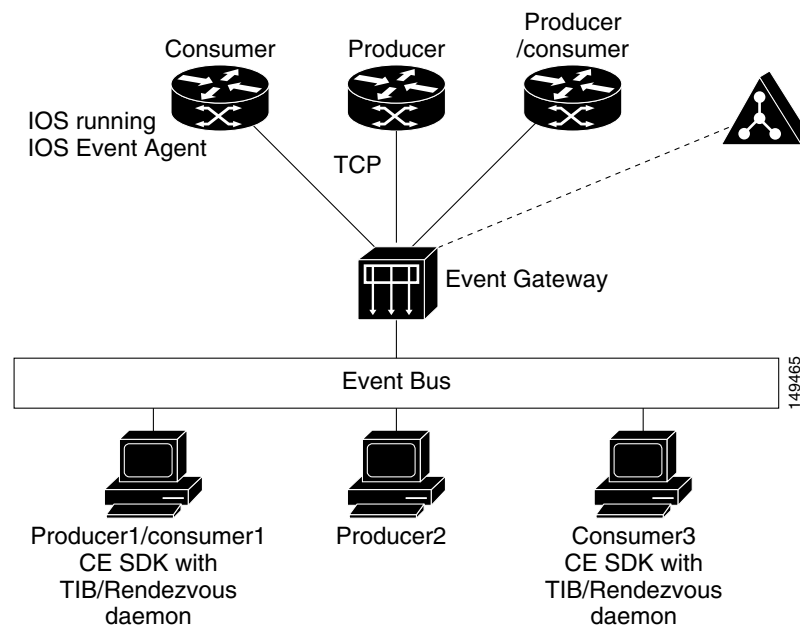 Consumer
Producer
Producer
/consumer
IOS running
IOS Event Agent
TCP
Event Gateway
Event Bus
149465
Producer1/consumer1
CE SDK with
TIB/Rendezvous
daemon
Producer2
Consumer3
CE SDK with
TIB/Rendezvous
daemon